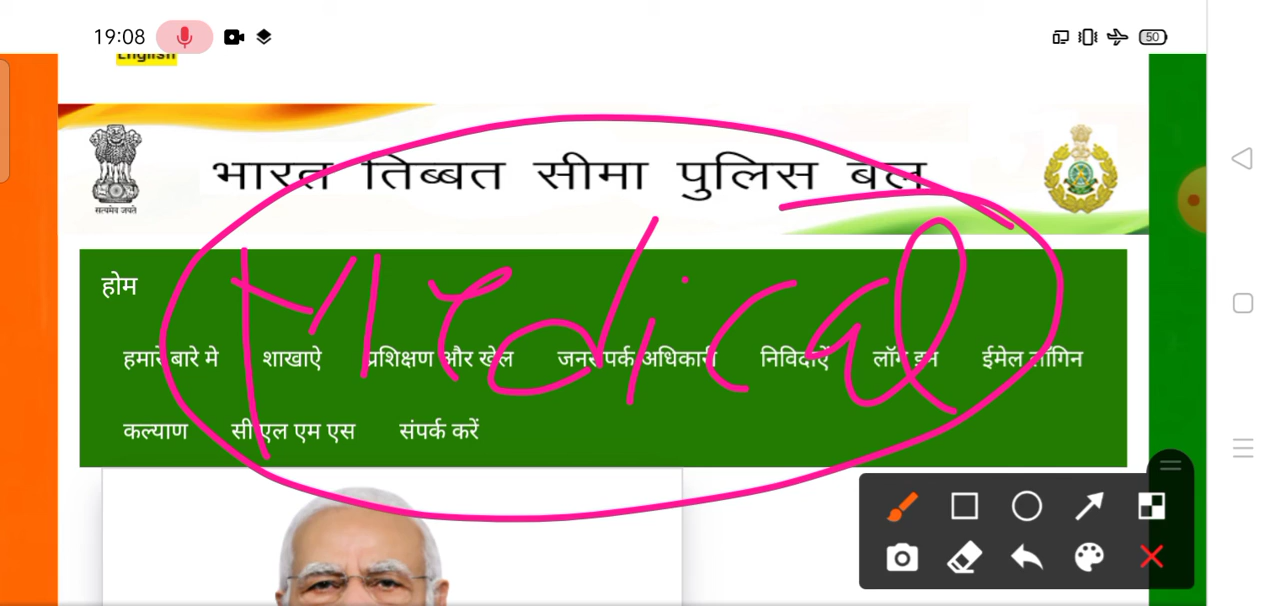 19:08
50
English
भारत तिब्बत सीमा पुलिस बल
सत्यमेव जयते
Medical
होम
हमारे बारे मे शाखाऐ प्रशिक्षण और खेल जनसंपर्क अधिकारी निविदाऐं लॉग इन ईमेल लॉगिन
कल्याण सी एल एम एस संपर्क करें